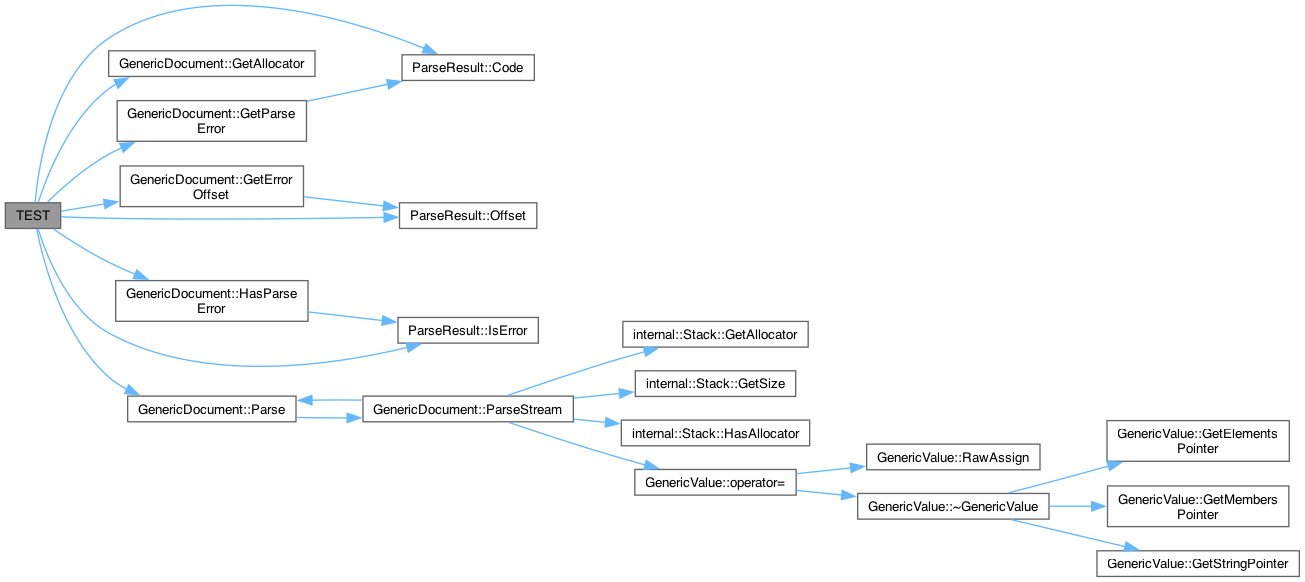 TEST
GenericDocument::GetAllocator
GenericDocument::GetParse
Error
GenericDocument::GetError
Offset
GenericDocument::HasParse
Error
GenericDocument::Parse
ParseResult::Code
ParseResult::Offset
ParseResult::IsError
GenericDocument::ParseStream
internal::Stack::GetAllocator
internal::Stack::GetSize
internal::Stack::HasAllocator
GenericValue::operator=
GenericValue::RawAssign
GenericValue::~GenericValue
GenericValue::GetElements
Pointer
GenericValue::GetMembers
Pointer
GenericValue::GetStringPointer